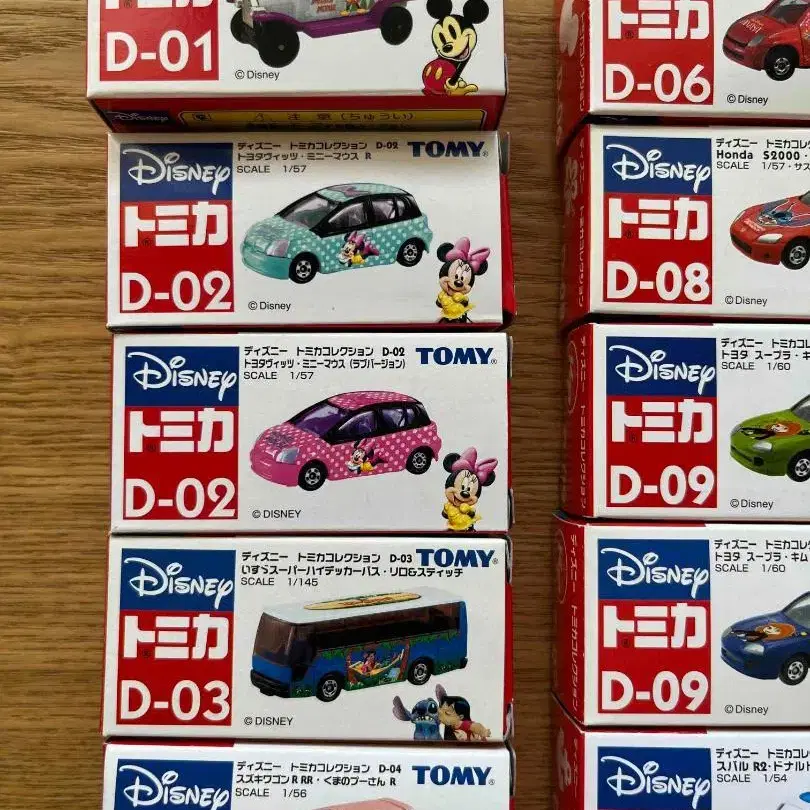 トミカ
D-01
© Disney
Disney
注意(ちゅうい)
DISNEY
トミカ
D-02
ディズニー トミカコレクション D-02
トヨタヴィッツ・ミニーマウス R
SCALE 1/57
TOMY
© Disney
DISNEY
トミカ
D-02
ディズニー トミカコレクション D-02
トヨタヴィッツ・ミニーマウス (ラブバージョン)
SCALE 1/57
TOMY
© DISNEY
DISNEY
トミカ
D-03
ディズニー トミカコレクション D-03
いすゞスーパーハイデッカーバス・リロ&スティッチ
SCALE 1/145
TOMY
© DISNEY
DISNEY
ディズニー トミカコレクション D-04
スズキワゴンR RR・くまのプーさん R
SCALE 1/56
TOMY
トミカ
D-06
© Disney
DISNEY
トミカ
D-08
Honda S2000・
SCALE 1/57
© Disney
DISNEY
トミカ
D-09
ディズニー
トヨタ スープラ・キ
SCALE 1/60
© Disney
DISNEY
トミカ
D-09
ディズニー
トヨタ スープラ・キム
SCALE 1/60
© Disney
DISNEY
ディズニー
スバル R2・ドナルド
SCALE 1/54